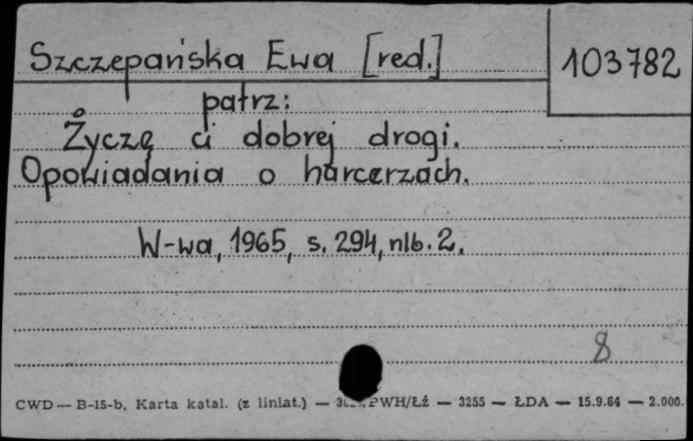 Szczepańska Ewa [red.]
103782
patrz:
Życzę ci dobrej drogi.
Opowiadania o harcerzach.
W-wa, 1965, s. 294, nlb. 2.
8
CWD — B-15-b, Karta katal. (z liniat.) — PWH/Łź — 3255 — ŁDA — 15.9.64 — 2.000.